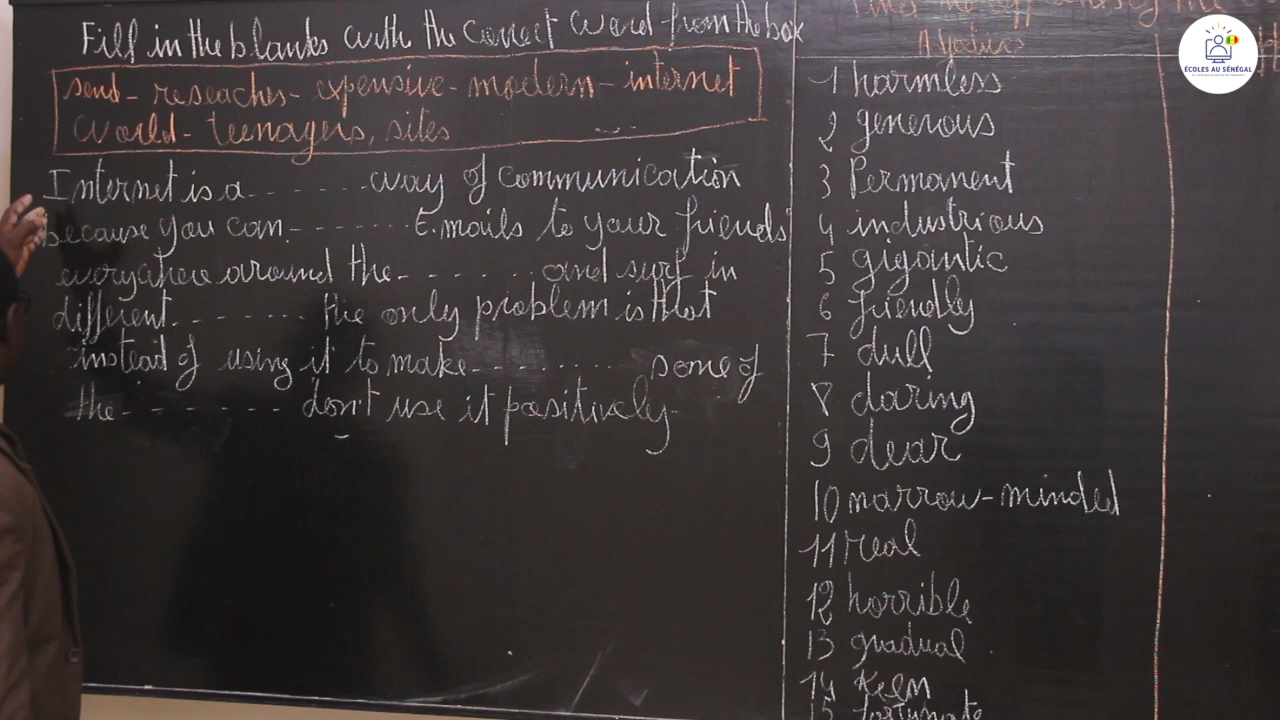 Fill in the blanks with the correct word from the box
send - reseaches - expensive - modern - internet
world - teenagers, sites
Internet is a ....... way of communication
because you can ........ E.mails to your friends
everywhere around the ....... and surf in
different ........ the only problem is that
instead of using it to make .......... some of
the ........ don't use it positively.
1 harmless
2 generous
3 Permanent
4 industrious
5 gigantic
6 friendly
7 dull
8 daring
9 dear
10 narrow-minded
11 real
12 horrible
13 gradual
14 Keen
15 fortunate
ÉCOLES AU SÉNÉGAL